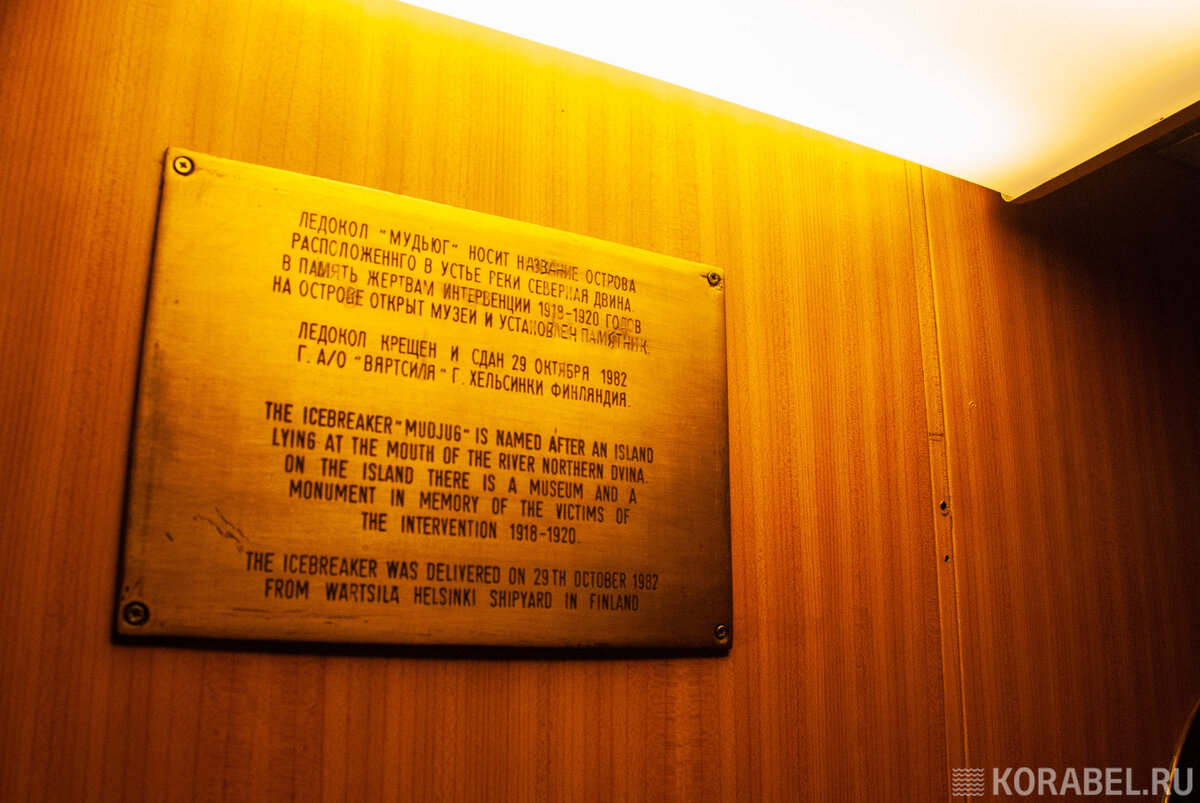 ЛЕДОКОЛ "МУДЬЮГ" НОСИТ НАЗВАНИЕ ОСТРОВА
РАСПОЛОЖЕННГО В УСТЬЕ РЕКИ СЕВЕРНАЯ ДВИНА.
В ПАМЯТЬ ЖЕРТВАМ ИНТЕРВЕНЦИИ 1918-1920 ГОДОВ
НА ОСТРОВЕ ОТКРЫТ МУЗЕЙ И УСТАНОВЛЕН ПАМЯТНИК.
ЛЕДОКОЛ КРЕЩЕН И СДАН 29 ОКТЯБРЯ 1982
Г. А/О "ВЯРТСИЛЯ" Г. ХЕЛЬСИНКИ ФИНЛЯНДИЯ.
THE ICEBREAKER "MUDJUG" IS NAMED AFTER AN ISLAND
LYING AT THE MOUTH OF THE RIVER NORTHERN DVINA.
ON THE ISLAND THERE IS A MUSEUM AND A
MONUMENT IN MEMORY OF THE VICTIMS OF
THE INTERVENTION 1918-1920.
THE ICEBREAKER WAS DELIVERED ON 29TH OCTOBER 1982
FROM WÄRTSILÄ HELSINKI SHIPYARD IN FINLAND.
KORABEL.RU